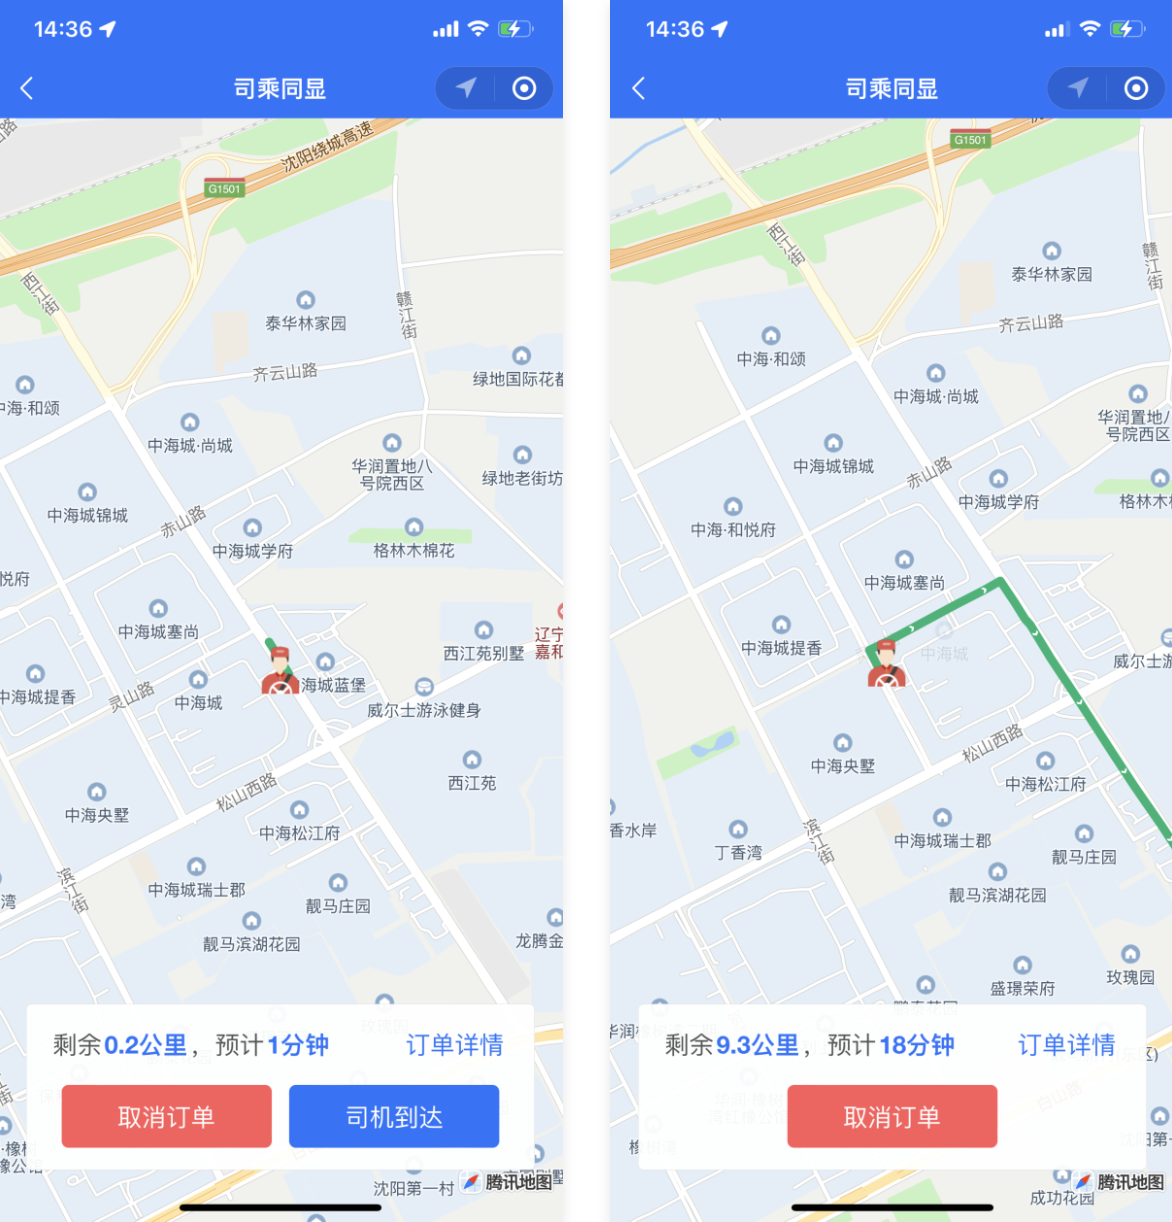 14:36
司乘同显
沈阳绕城高速
G1501
西江街
赣江街
泰华林家园
齐云山路
绿地国际花都
中海·和颂
中海城·尚城
华润置地八
号院西区
绿地老街坊
中海城锦城
赤山路
中海城学府
格林木棉花
悦府
中海城塞尚
西江苑别墅
辽宁
嘉和
中海城提香
灵山路
中海城
海城蓝堡
威尔士游泳健身
西江苑
松山西路
中海央墅
中海松江府
滨江街
中海城瑞士郡
靓马庄园
湾
靓马滨湖花园
龙腾金
剩余0.2公里，预计1分钟
订单详情
取消订单
司机到达
沈阳第一村
腾讯地图
14:36
司乘同显
G1501
西江街
赣江街
泰华林家园
齐云山路
中海·和颂
中海城·尚城
华润置地八
号院西区
中海城锦城
赤山路
中海城学府
格林木棉
中海·和悦府
中海城塞尚
中海城提香
中海城
威尔士游
中海央墅
松山西路
中海松江府
香水岸
丁香湾
滨江街
中海城瑞士郡
靓马庄园
靓马滨湖花园
盛璟荣府
玫瑰园
剩余9.3公里，预计18分钟
订单详情
取消订单
白山路
沈阳第一
成功花园
腾讯地图